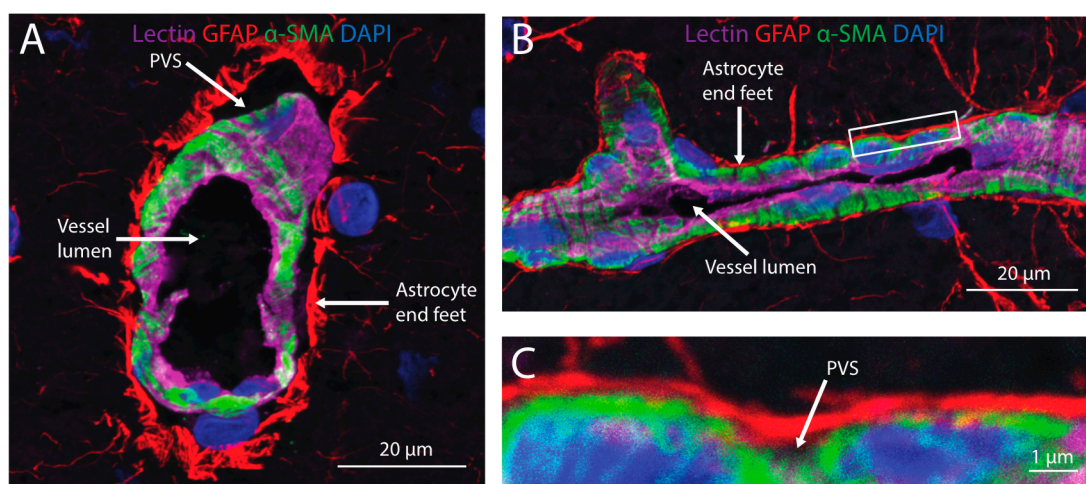 A
Lectin GFAP α-SMA DAPI
PVS
Vessel
lumen
Astrocyte
end feet
20 μm
B
Lectin GFAP α-SMA DAPI
Astrocyte
end feet
Vessel lumen
20 μm
C
PVS
1 μm